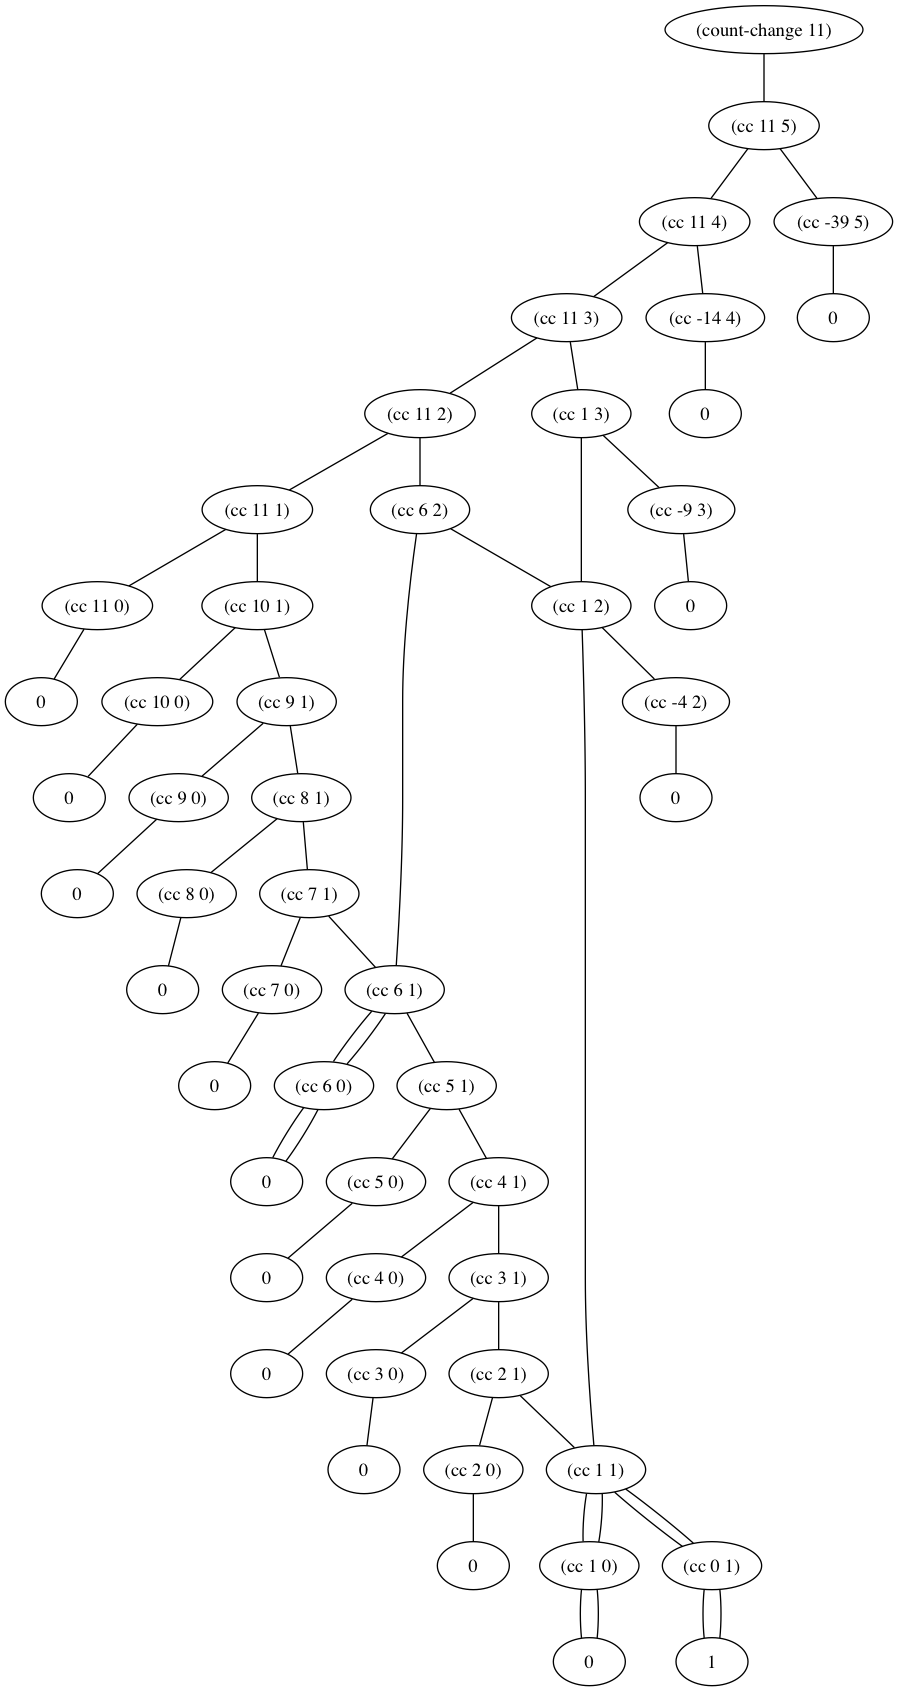 (count-change 11)
(cc 11 5)
(cc 11 4) (cc -39 5)
(cc 11 3) (cc -14 4) 0
(cc 11 2) (cc 1 3) 0
(cc 11 1) (cc 6 2) (cc -9 3)
(cc 11 0) (cc 10 1) (cc 1 2) 0
0 (cc 10 0) (cc 9 1) (cc -4 2)
0 (cc 9 0) (cc 8 1) 0
0 (cc 8 0) (cc 7 1)
0 (cc 7 0) (cc 6 1)
0 (cc 6 0) (cc 5 1)
0 (cc 5 0) (cc 4 1)
0 (cc 4 0) (cc 3 1)
0 (cc 3 0) (cc 2 1)
0 (cc 2 0) (cc 1 1)
0 (cc 1 0) (cc 0 1)
0 1